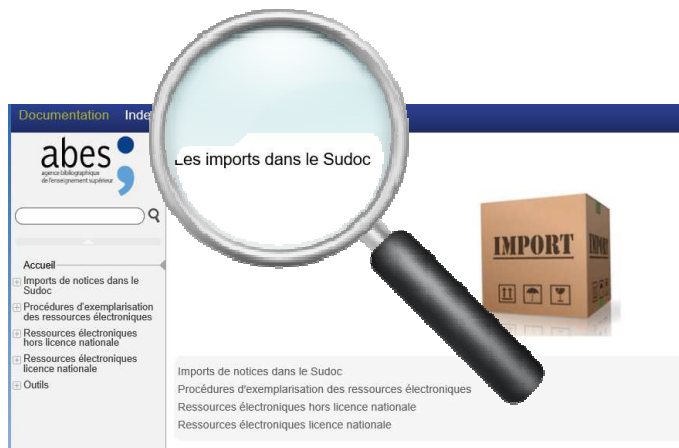 Documentation Inde
Les imports dans le Sudoc
abes
agence bibliographique
de l'enseignement supérieur
IMPORT
Accueil
Imports de notices dans le
Sudoc
Procédures d'exemplarisation
des ressources électroniques
Ressources électroniques
hors licence nationale
Ressources électroniques
licence nationale
Outils
Imports de notices dans le Sudoc
Procédures d'exemplarisation des ressources électroniques
Ressources électroniques hors licence nationale
Ressources électroniques licence nationale